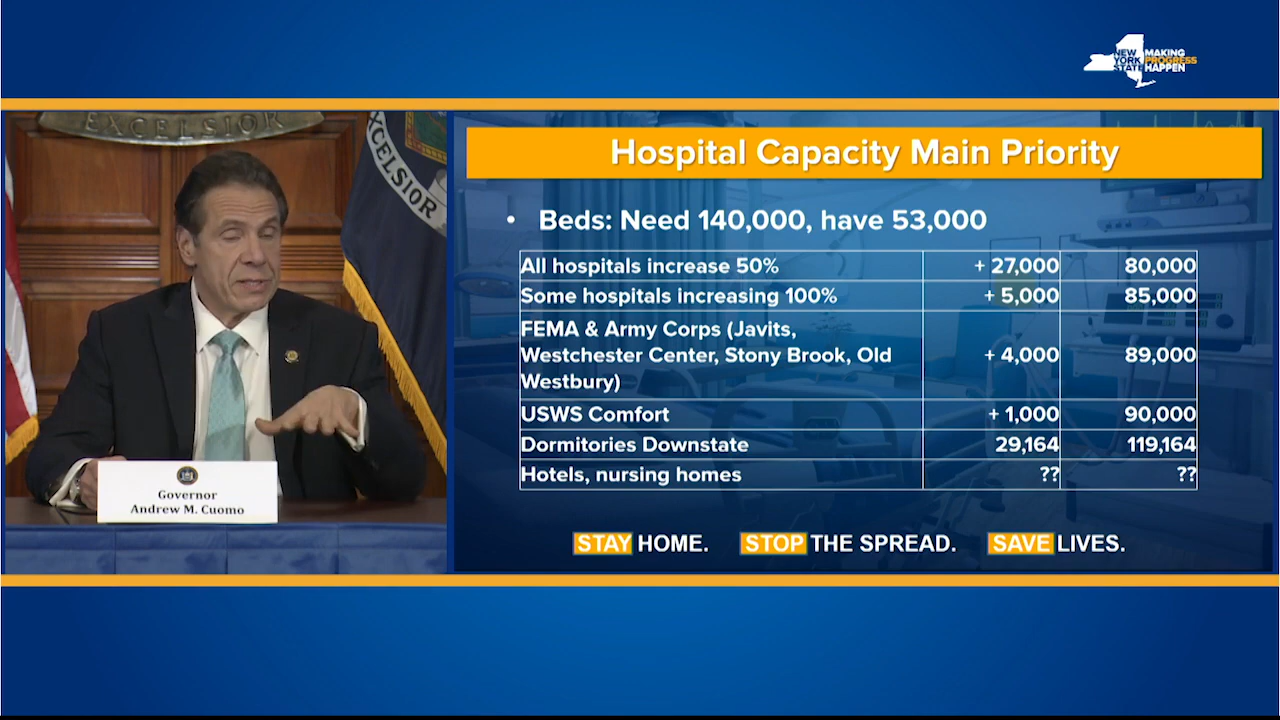 NEW
YORK
STATE
MAKING
PROGRESS
HAPPEN
EXCELSIOR
XCELSIOR
Governor
Andrew M. Cuomo
Hospital Capacity Main Priority
• Beds: Need 140,000, have 53,000
All hospitals increase 50% + 27,000 80,000
Some hospitals increasing 100% + 5,000 85,000
FEMA & Army Corps (Javits,
Westchester Center, Stony Brook, Old + 4,000 89,000
Westbury)
USWS Comfort + 1,000 90,000
Dormitories Downstate 29,164 119,164
Hotels, nursing homes ?? ??
STAY HOME. STOP THE SPREAD. SAVE LIVES.